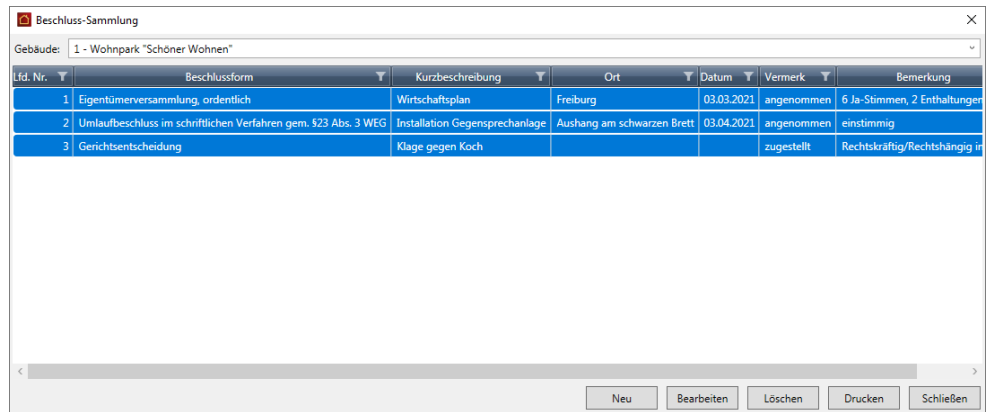 Beschluss-Sammlung
Gebäude: 1 - Wohnpark "Schöner Wohnen"
Lfd. Nr. Beschlussform Kurzbeschreibung Ort Datum Vermerk Bemerkung
1 Eigentümerversammlung, ordentlich Wirtschaftsplan Freiburg 03.03.2021 angenommen 6 Ja-Stimmen, 2 Enthaltungen
2 Umlaufbeschluss im schriftlichen Verfahren gem. §23 Abs. 3 WEG Installation Gegensprechanlage Aushang am schwarzen Brett 03.04.2021 angenommen einstimmig
3 Gerichtsentscheidung Klage gegen Koch zugestellt Rechtskräftig/Rechtshängig
Neu Bearbeiten Löschen Drucken Schließen